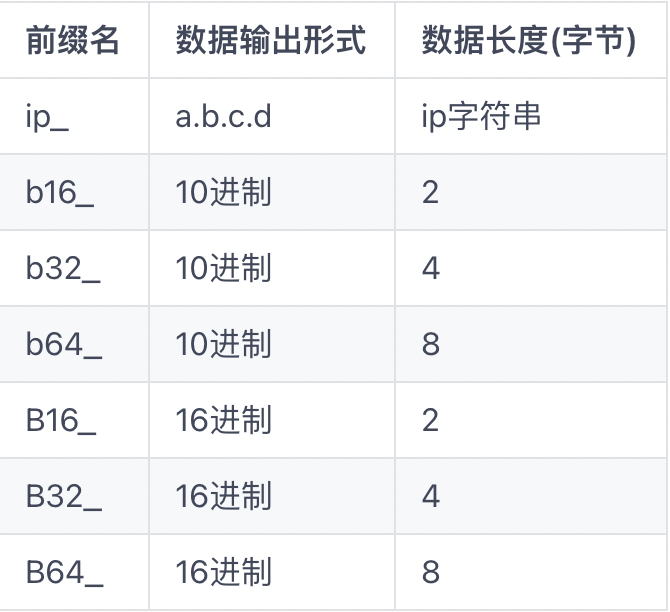 前缀名 数据输出形式 数据长度(字节)
ip_ a.b.c.d ip字符串
b16_ 10进制 2
b32_ 10进制 4
b64_ 10进制 8
B16_ 16进制 2
B32_ 16进制 4
B64_ 16进制 8